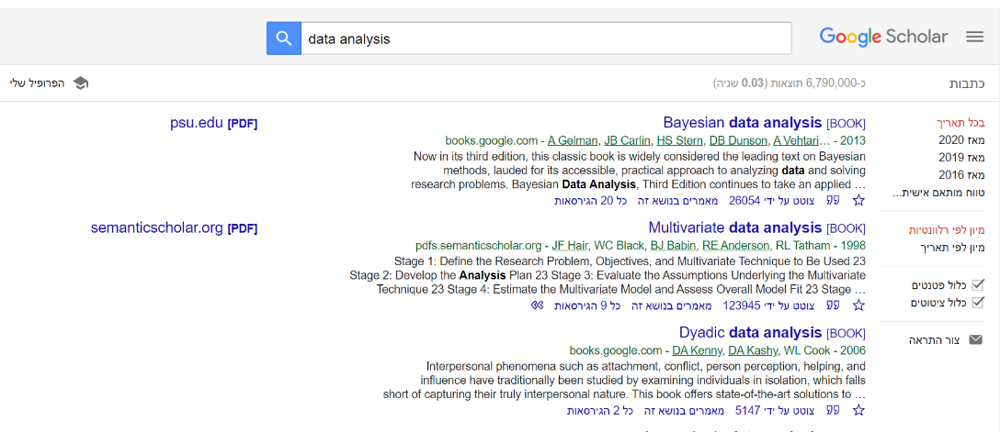 data analysis
Google Scholar
כתבות
כ-6,790,000 תוצאות (0.03 שניה)
הפרופיל שלי
בכל תאריך
מאז 2020
מאז 2019
מאז 2016
טווח מותאם אישית...
מיון לפי רלוונטיות
מיון לפי תאריך
כלול פטנטים
כלול ציטוטים
צור התראה
Bayesian data analysis [BOOK]
books.google.com - A Gelman, JB Carlin, HS Stern, DB Dunson, A Vehtari… - 2013
Now in its third edition, this classic book is widely considered the leading text on Bayesian
methods, lauded for its accessible, practical approach to analyzing data and solving
research problems. Bayesian Data Analysis, Third Edition continues to take an applied …
צוטט על ידי 26054 מאמרים בנושא זה כל 20 הגירסאות
psu.edu [PDF]
Multivariate data analysis [BOOK]
pdfs.semanticscholar.org - JF Hair, WC Black, BJ Babin, RE Anderson, RL Tatham - 1998
Stage 1: Define the Research Problem, Objectives, and Multivariate Technique to Be Used 23
Stage 2: Develop the Analysis Plan 23 Stage 3: Evaluate the Assumptions Underlying the Multivariate
Technique 23 Stage 4: Estimate the Multivariate Model and Assess Overall Model Fit 23 Stage …
צוטט על ידי 123945 מאמרים בנושא זה כל 9 הגירסאות
semanticscholar.org [PDF]
Dyadic data analysis [BOOK]
books.google.com - DA Kenny, DA Kashy, WL Cook - 2006
Interpersonal phenomena such as attachment, conflict, person perception, helping, and
influence have traditionally been studied by examining individuals in isolation, which falls
short of capturing their truly interpersonal nature. This book offers state-of-the-art solutions to …
צוטט על ידי 5147 מאמרים בנושא זה כל 2 הגירסאות